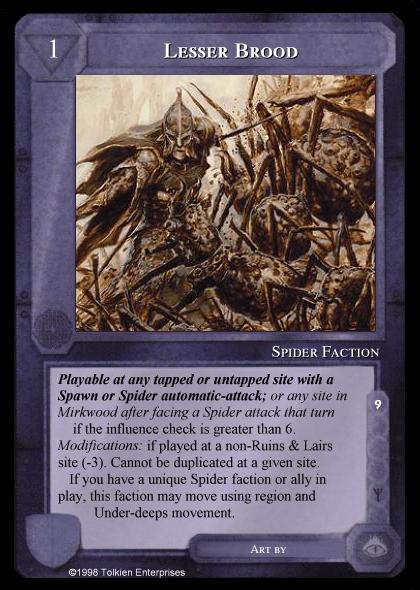 1
LESSER BROOD
SPIDER FACTION
Playable at any tapped or untapped site with a
Spawn or Spider automatic-attack; or any site in
Mirkwood after facing a Spider attack that turn
if the influence check is greater than 6.
Modifications: if played at a non-Ruins & Lairs
site (-3). Cannot be duplicated at a given site.
If you have a unique Spider faction or ally in
play, this faction may move using region and
Under-deeps movement.
9
ART BY
©1998 Tolkien Enterprises